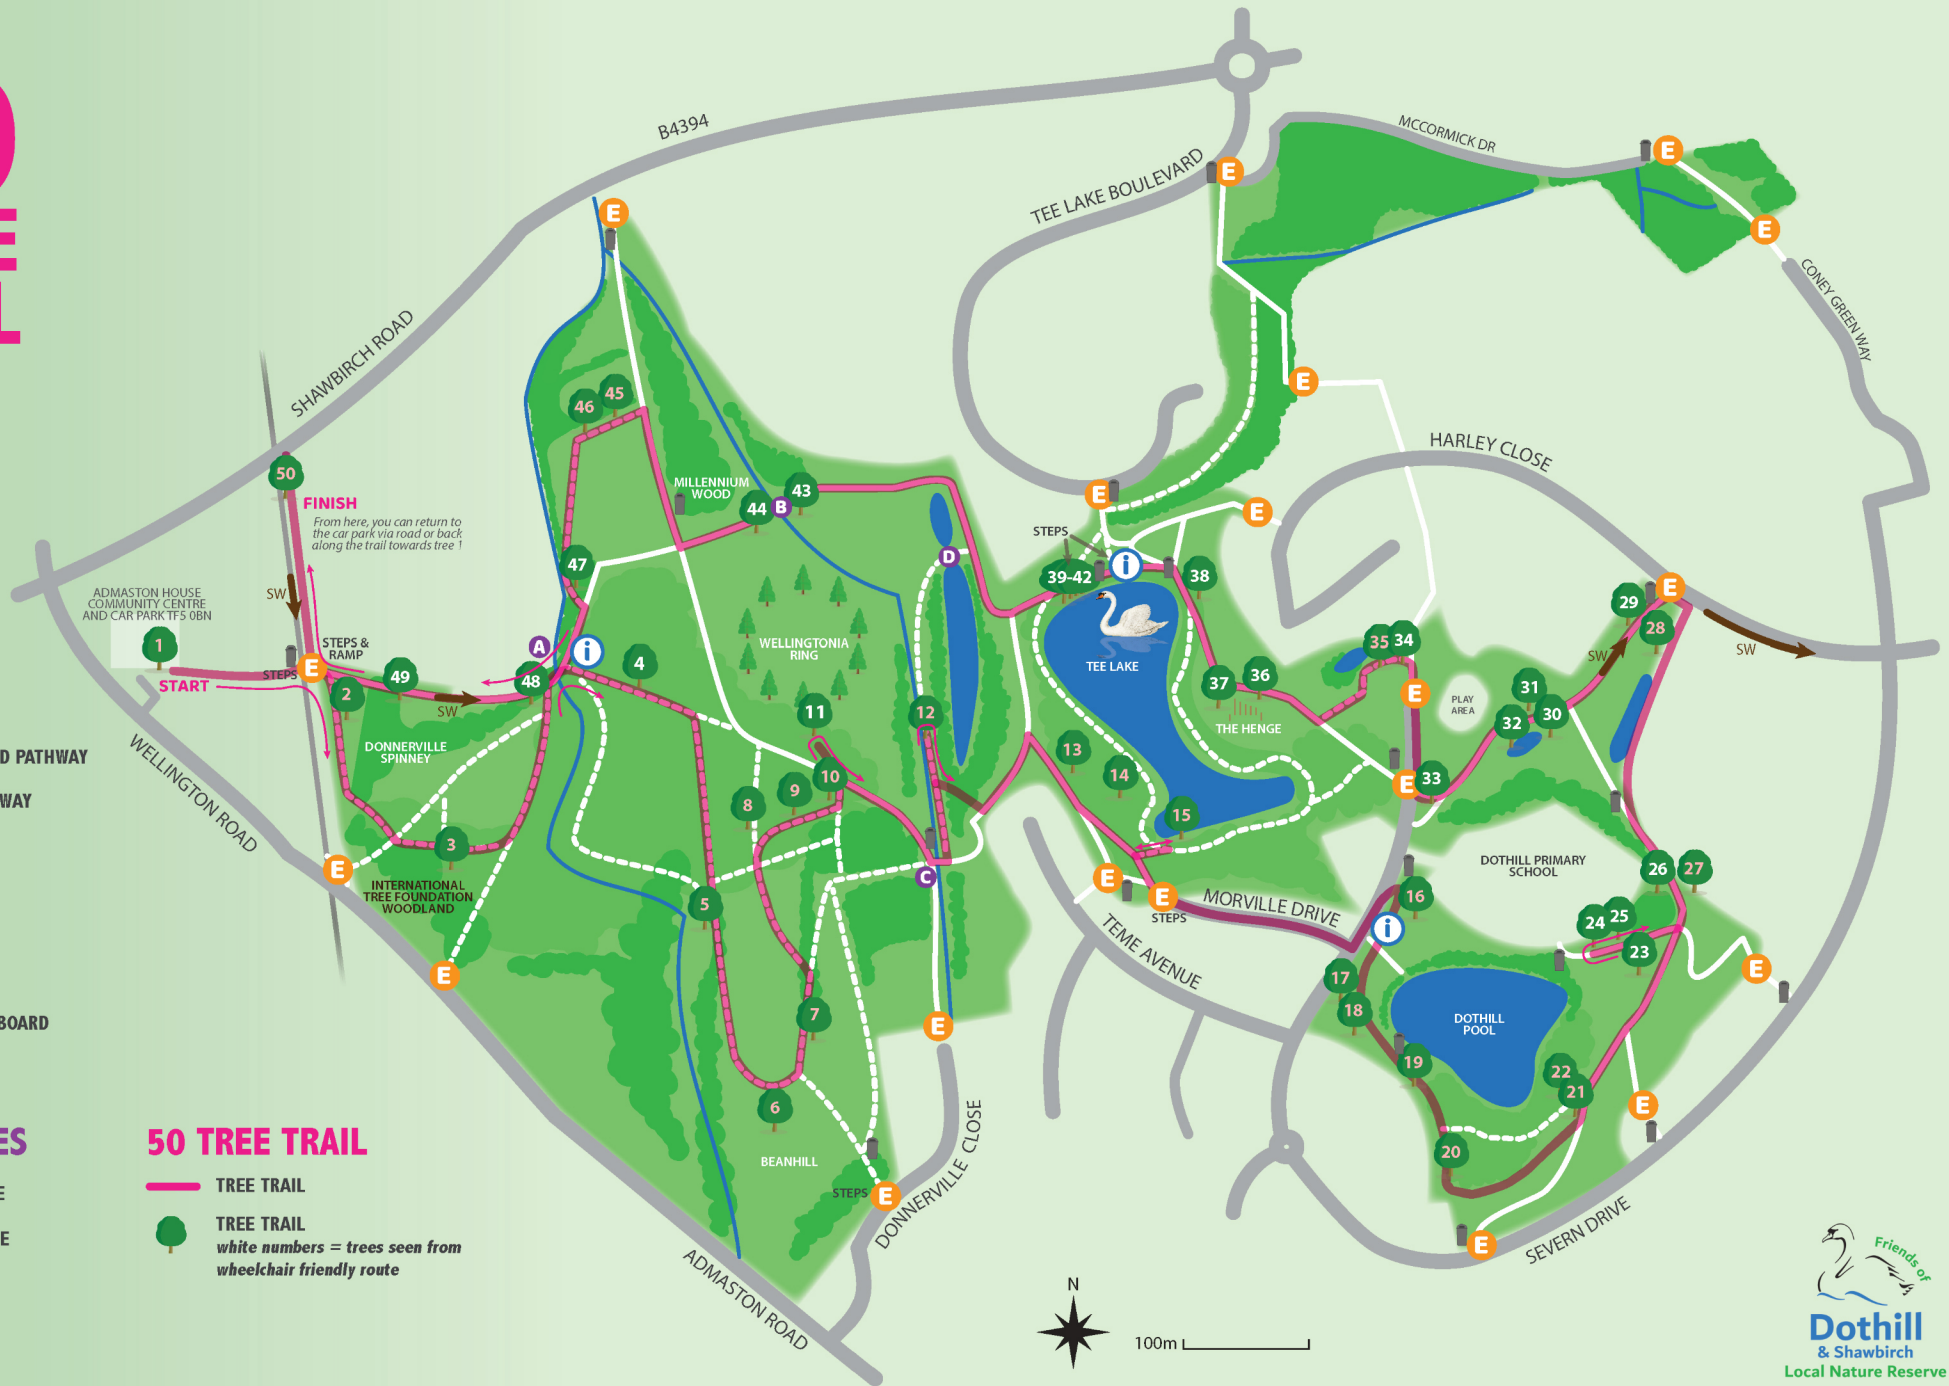 B4394
SHAWBIRCH ROAD
TEE LAKE BOULEVARD
MCCORMICK DR
CONEY GREEN WAY
HARLEY CLOSE
E
E
E
E
E
E
E
46
45
50
FINISH
From here, you can return to
the car park via road or back
along the trail towards tree 1
MILLENNIUM
WOOD
43
44
B
STEPS
D
i
39-42
38
47
ADMASTON HOUSE
COMMUNITY CENTRE
AND CAR PARK TF5 0BN
SW
1
STEPS &
RAMP
STEPS
E
START
2
49
SW
48
A
i
4
WELLINGTONIA
RING
TEE LAKE
11
12
37
36
THE HENGE
35
34
E
PLAY
AREA
29
28
E
SW
SW
31
30
32
33
E
DONNERVILLE
SPINNEY
D PATHWAY
WAY
WELLINGTON ROAD
3
E
INTERNATIONAL
TREE FOUNDATION
WOODLAND
E
8
9
10
13
14
15
C
5
7
6
E
E
E
STEPS
MORVILLE DRIVE
TEME AVENUE
16
i
17
18
19
20
DOTHILL PRIMARY
SCHOOL
26
27
24
25
23
E
DOTHILL
POOL
22
21
E
E
SEVERN DRIVE
BEANHILL
STEPS
E
DONNERVILLE CLOSE
ADMASTON ROAD
BOARD
ES
E
E
50 TREE TRAIL
TREE TRAIL
TREE TRAIL
white numbers = trees seen from
wheelchair friendly route
N
100m
Friends of
Dothill
& Shawbirch
Local Nature Reserve